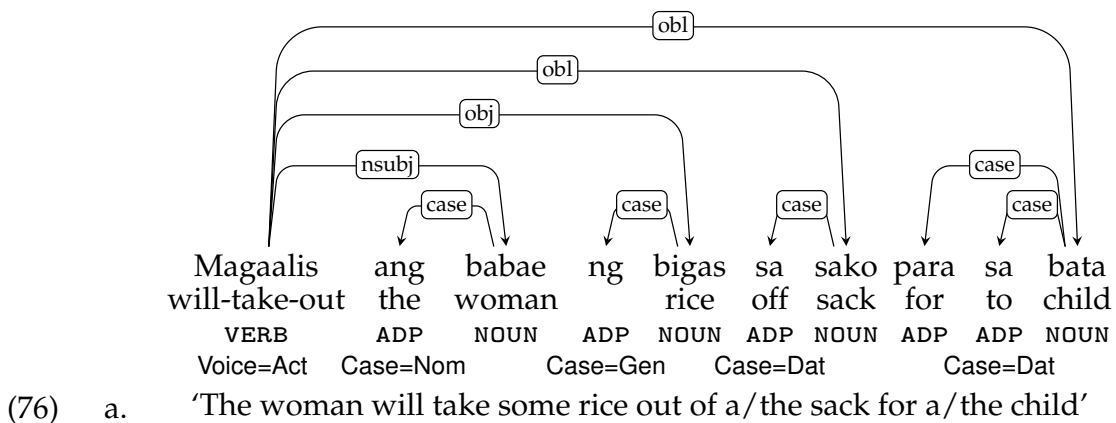 obl
obl
obj
nsubj case
case case case case
Magaalis ang babae ng bigas sa sako para sa bata
will-take-out the woman rice off sack for to child
VERB ADP NOUN ADP NOUN ADP NOUN ADP ADP NOUN
Voice=Act Case=Nom Case=Gen Case=Dat Case=Dat
(76) a. ‘The woman will take some rice out of a/the sack for a/the child’